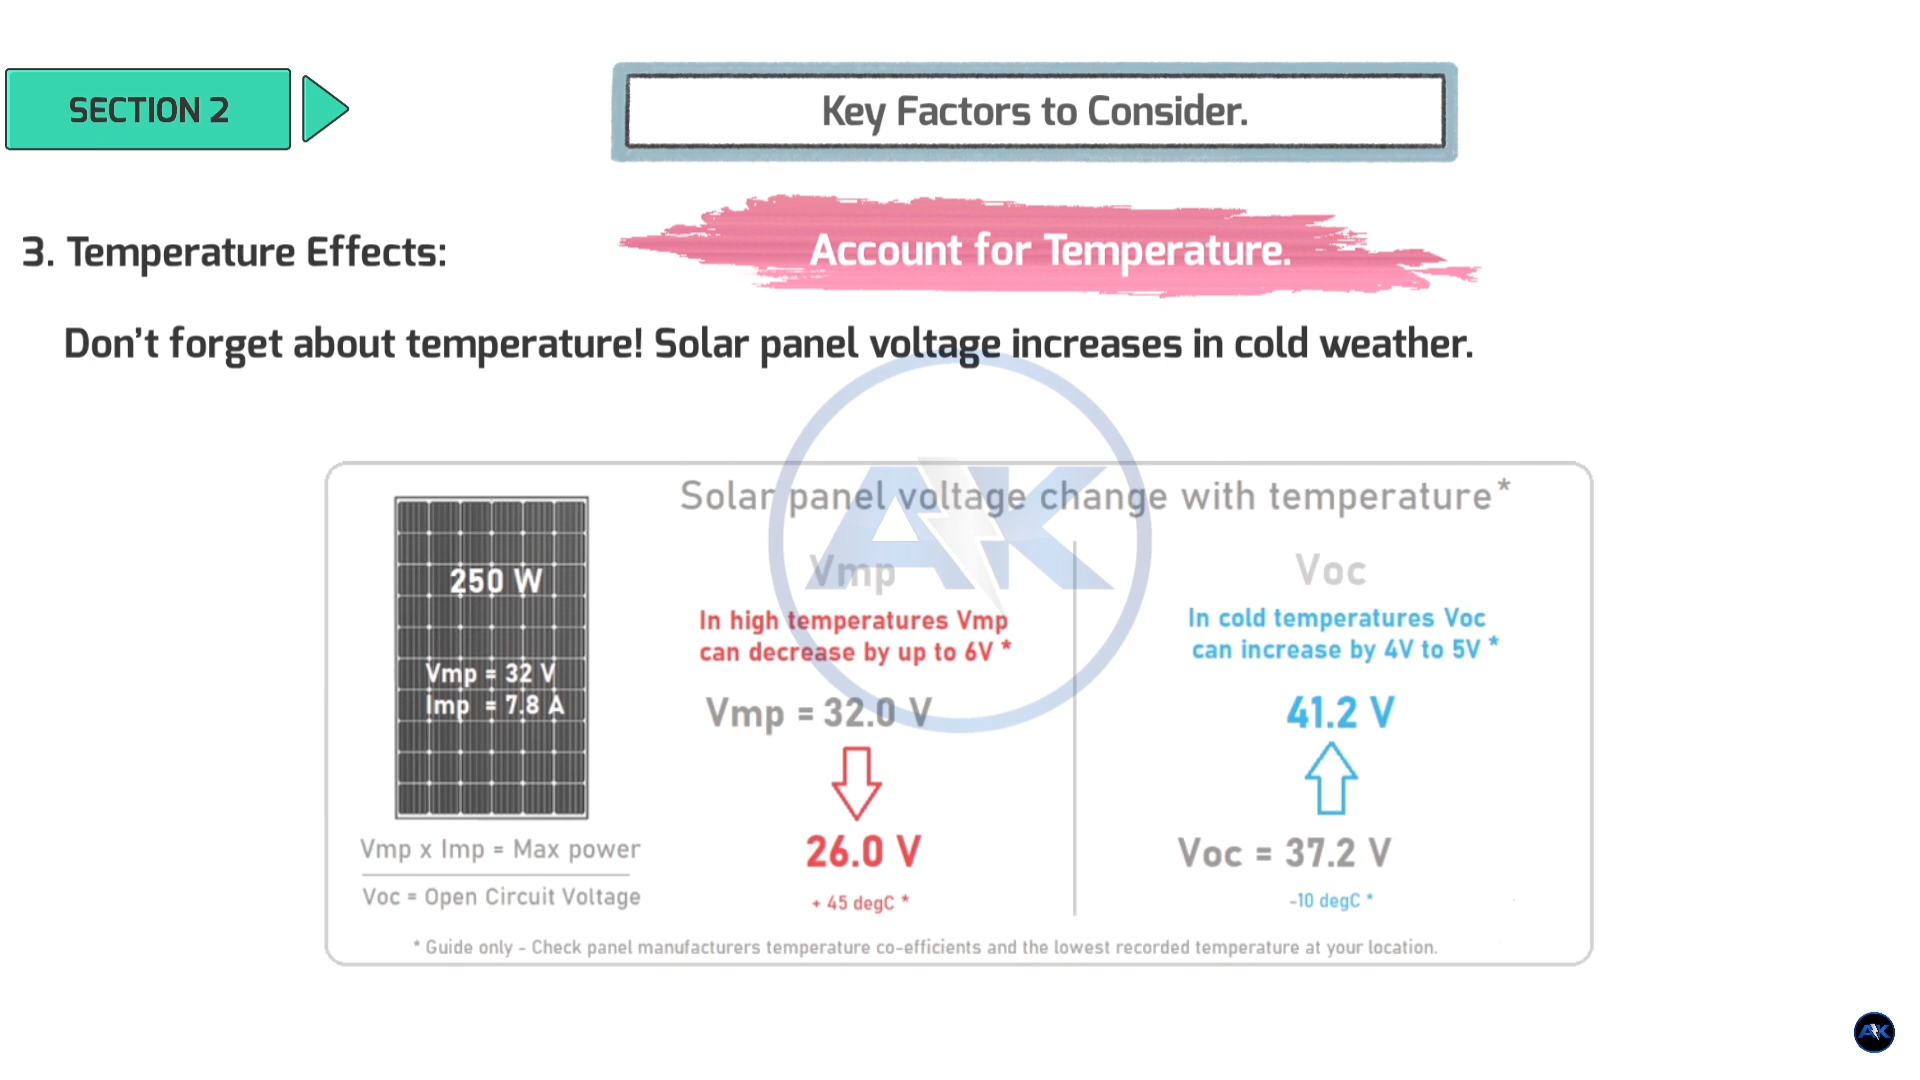 SECTION 2
Key Factors to Consider.
3. Temperature Effects:
Account for Temperature.
Don't forget about temperature! Solar panel voltage increases in cold weather.
Solar panel voltage change with temperature*
250 W
Vmp = 32 V
Imp = 7.8 A
Vmp x Imp = Max power
Voc = Open Circuit Voltage
Vmp
In high temperatures Vmp
can decrease by up to 6V *
Vmp = 32.0 V
26.0 V
+ 45 degC *
Voc
In cold temperatures Voc
can increase by 4V to 5V *
41.2 V
Voc = 37.2 V
-10 degC *
* Guide only - Check panel manufacturers temperature co-efficients and the lowest recorded temperature at your location.
AK
AK